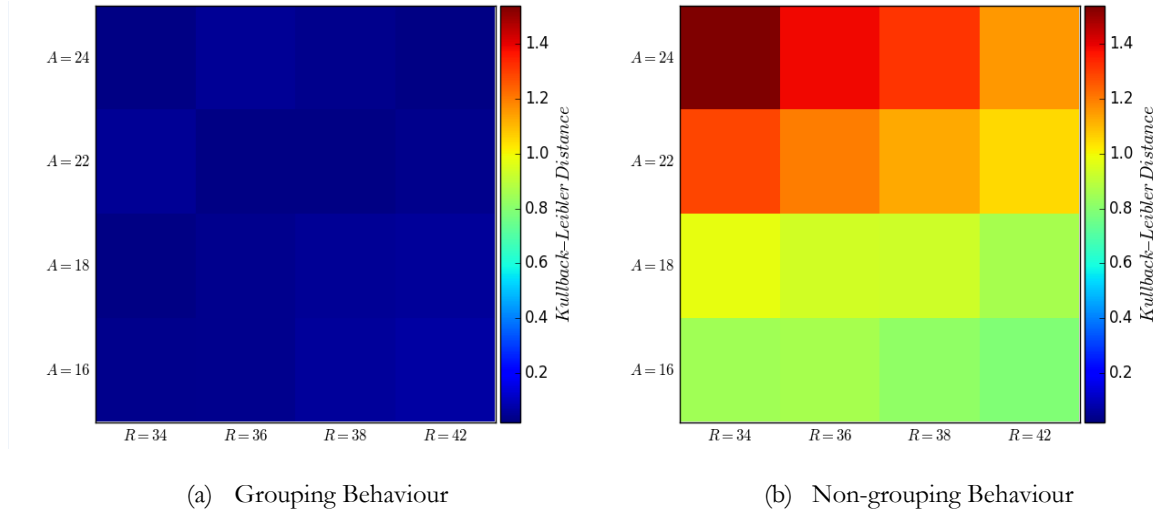 A = 24
A = 22
A = 18
A = 16
R = 34
R = 36
R = 38
R = 42
1.4
1.2
1.0
0.8
0.6
0.4
0.2
Kullback–Leibler Distance
(a) Grouping Behaviour
A = 24
A = 22
A = 18
A = 16
R = 34
R = 36
R = 38
R = 42
1.4
1.2
1.0
0.8
0.6
0.4
0.2
Kullback–Leibler Distance
(b) Non-grouping Behaviour